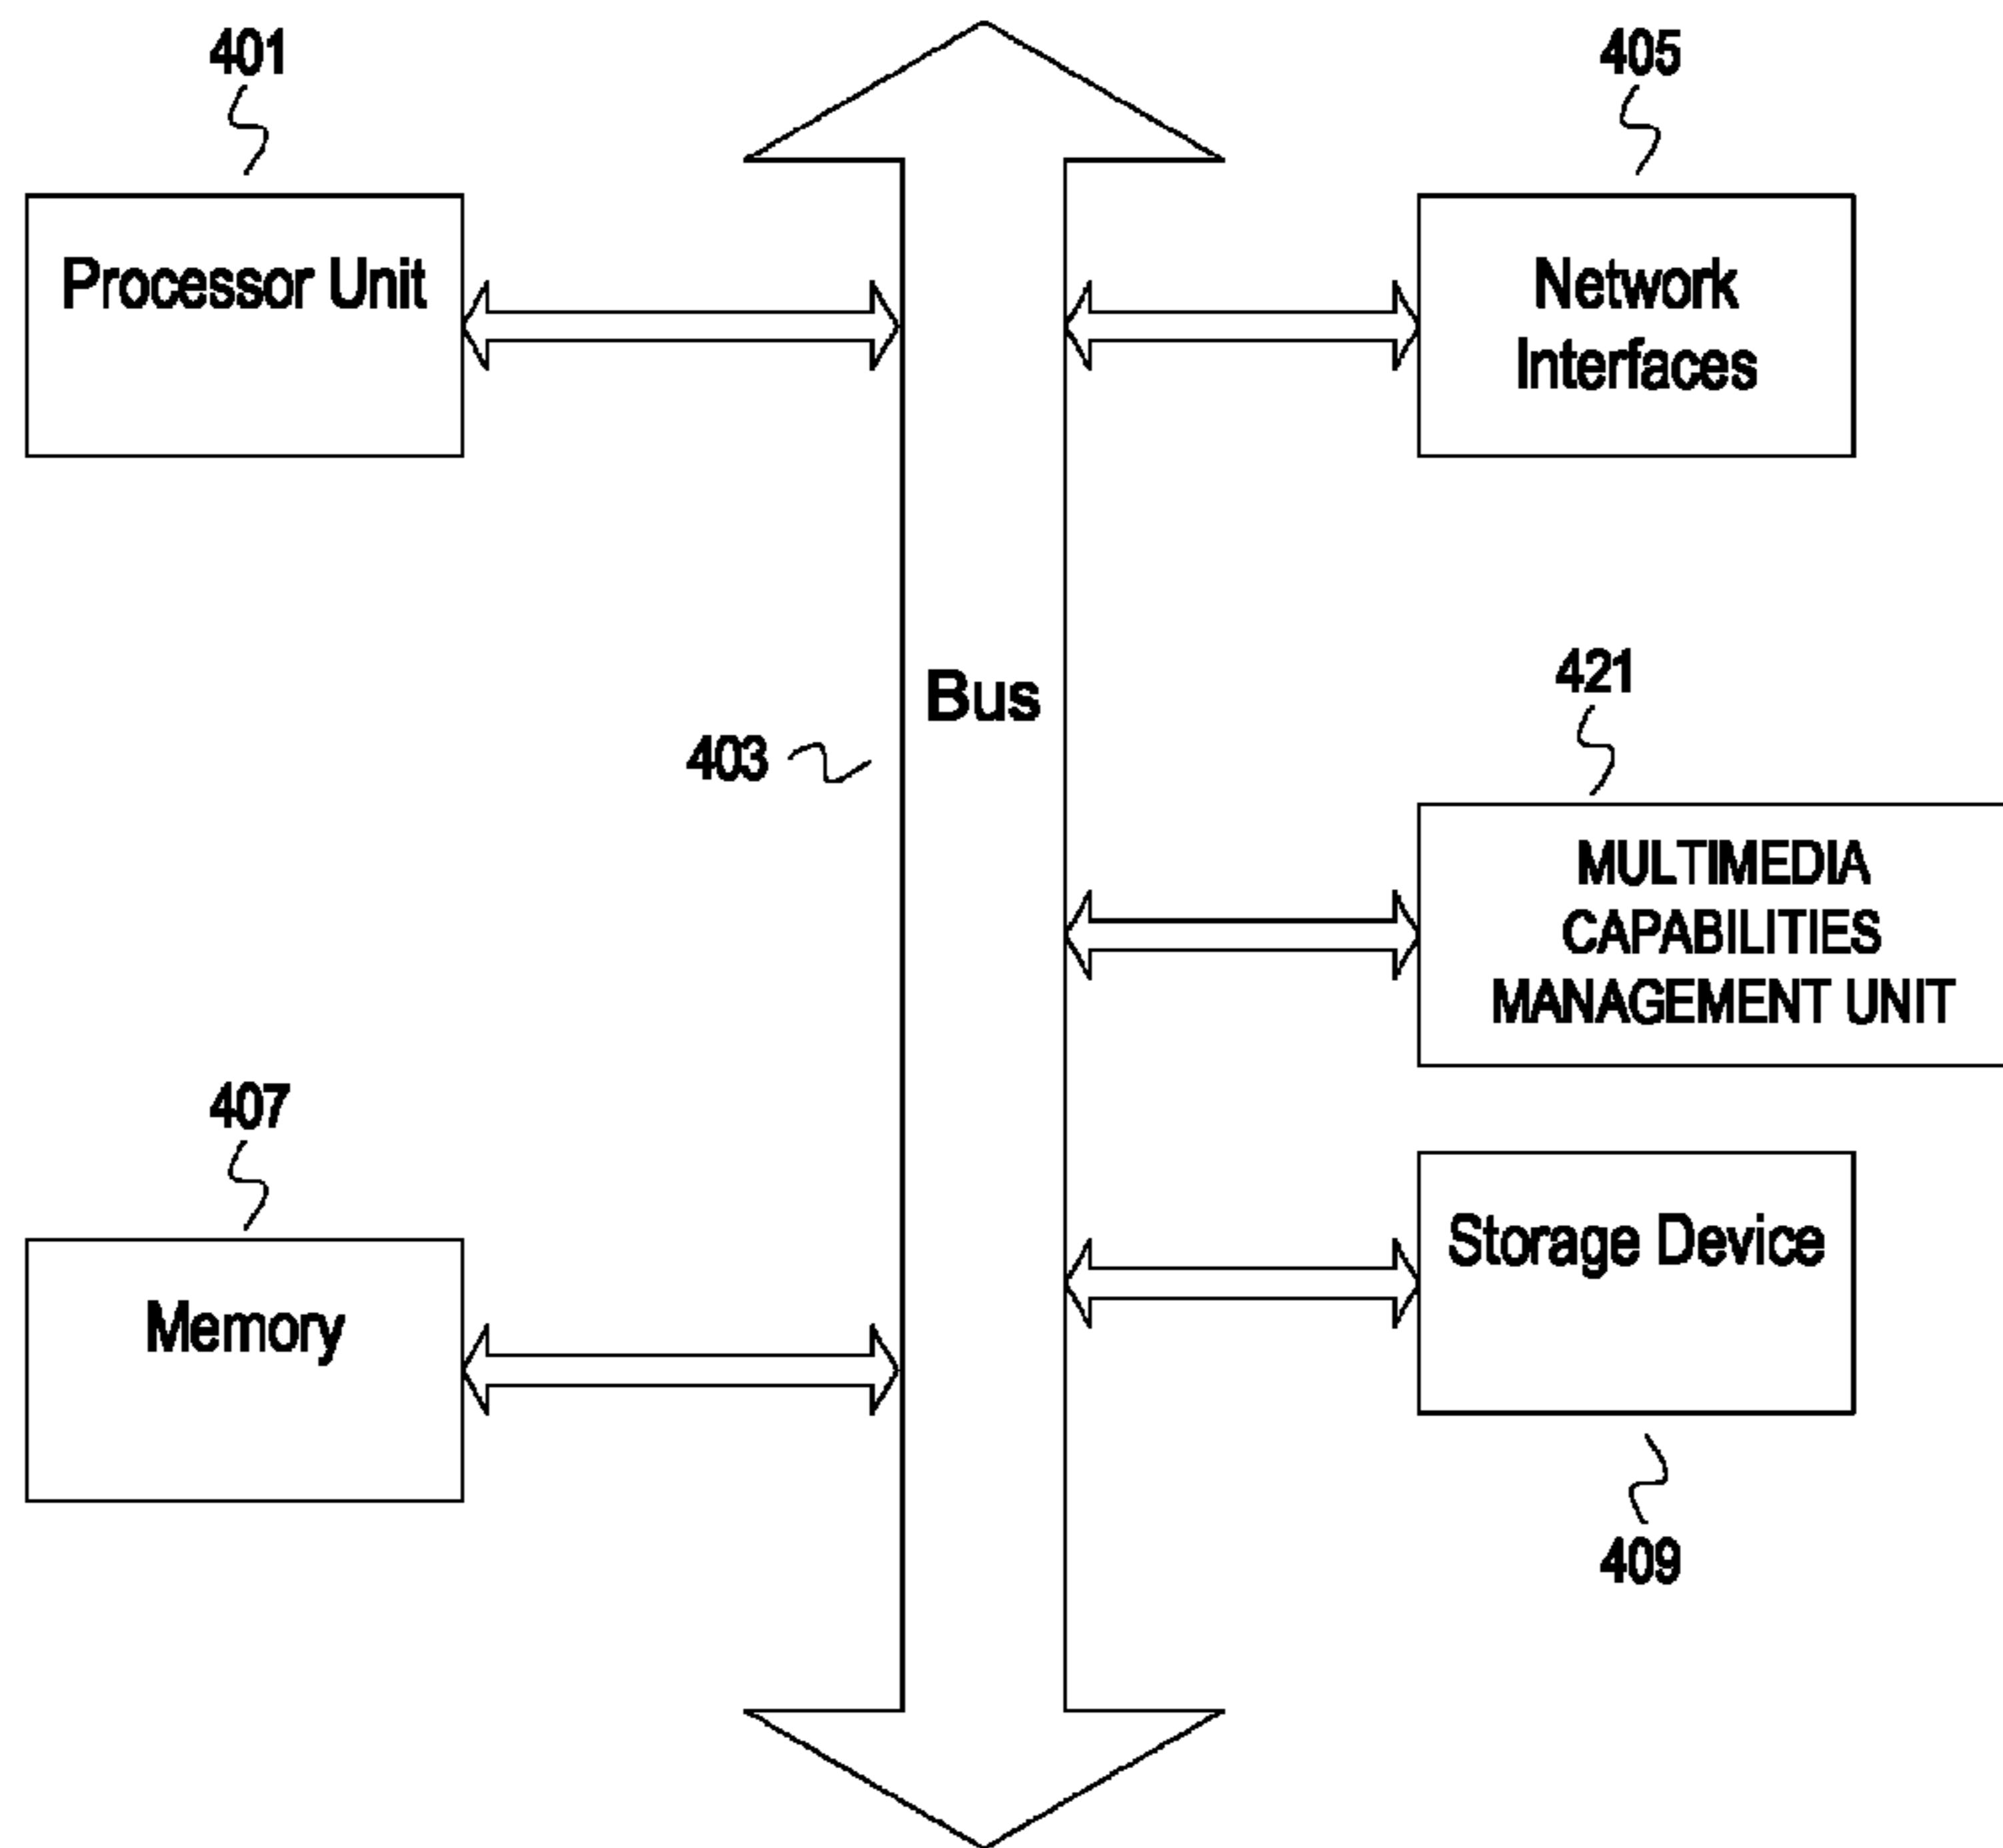 401
405
Processor Unit
Network
Interfaces
Bus
421
403
MULTIMEDIA
CAPABILITIES
MANAGEMENT UNIT
407
Storage Device
Memory
409